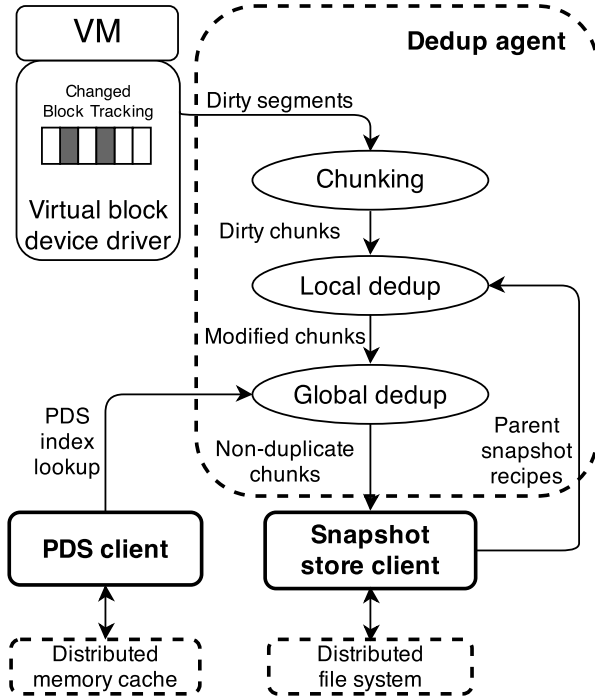 VM
Dedup agent
Changed
Block Tracking
Dirty segments
Virtual block
device driver
Chunking
Dirty chunks
Local dedup
Modified chunks
Global dedup
PDS
index
lookup
Non-duplicate
chunks
Parent
snapshot
recipes
PDS client
Snapshot
store client
Distributed
memory cache
Distributed
file system